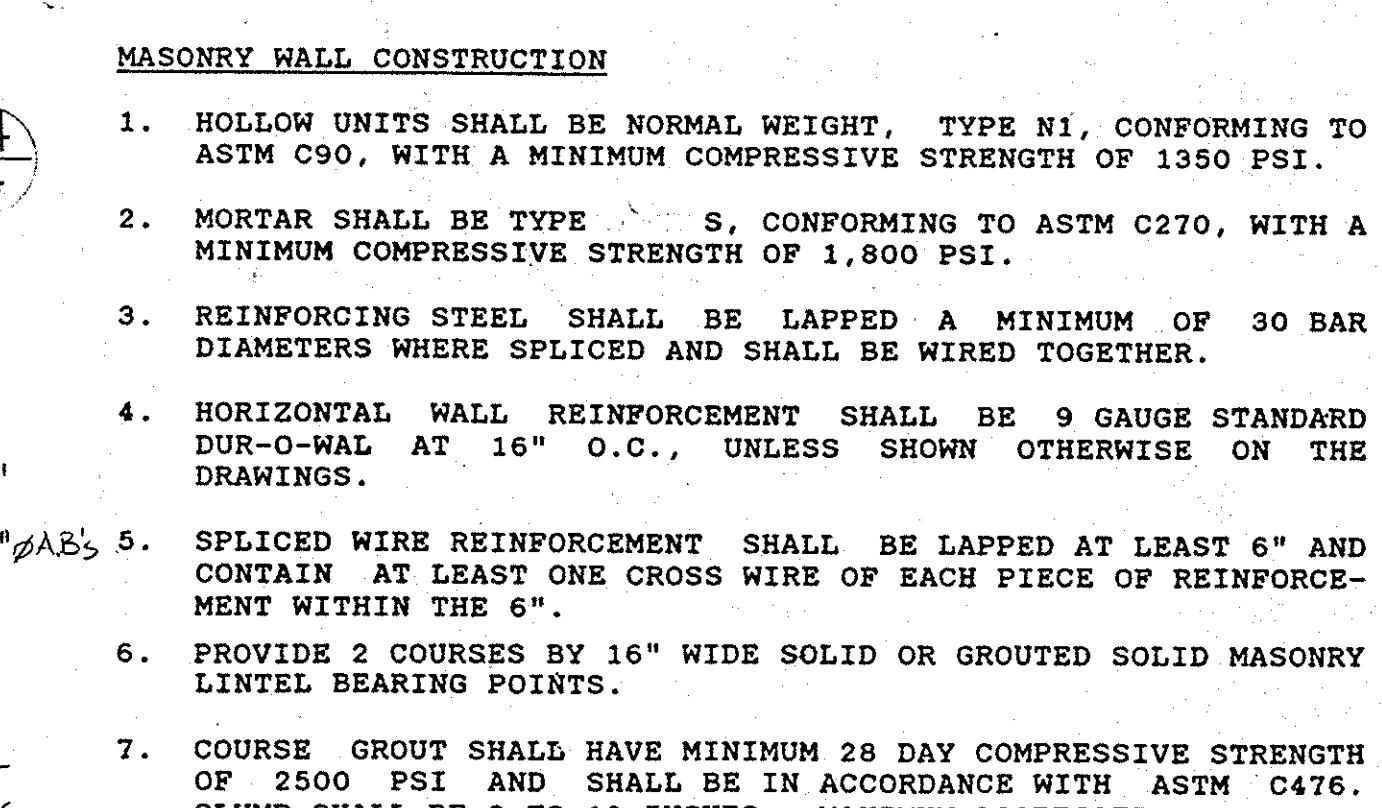 MASONRY WALL CONSTRUCTION
1. HOLLOW UNITS SHALL BE NORMAL WEIGHT, TYPE N1, CONFORMING TO
ASTM C90, WITH A MINIMUM COMPRESSIVE STRENGTH OF 1350 PSI.
2. MORTAR SHALL BE TYPE S, CONFORMING TO ASTM C270, WITH A
MINIMUM COMPRESSIVE STRENGTH OF 1,800 PSI.
3. REINFORCING STEEL SHALL BE LAPPED A MINIMUM OF 30 BAR
DIAMETERS WHERE SPLICED AND SHALL BE WIRED TOGETHER.
4. HORIZONTAL WALL REINFORCEMENT SHALL BE 9 GAUGE STANDARD
DUR-O-WAL AT 16" O.C., UNLESS SHOWN OTHERWISE ON THE
DRAWINGS.
"ØA.B's
5. SPLICED WIRE REINFORCEMENT SHALL BE LAPPED AT LEAST 6" AND
CONTAIN AT LEAST ONE CROSS WIRE OF EACH PIECE OF REINFORCE-
MENT WITHIN THE 6".
6. PROVIDE 2 COURSES BY 16" WIDE SOLID OR GROUTED SOLID MASONRY
LINTEL BEARING POINTS.
7. COURSE GROUT SHALL HAVE MINIMUM 28 DAY COMPRESSIVE STRENGTH
OF 2500 PSI AND SHALL BE IN ACCORDANCE WITH ASTM C476.